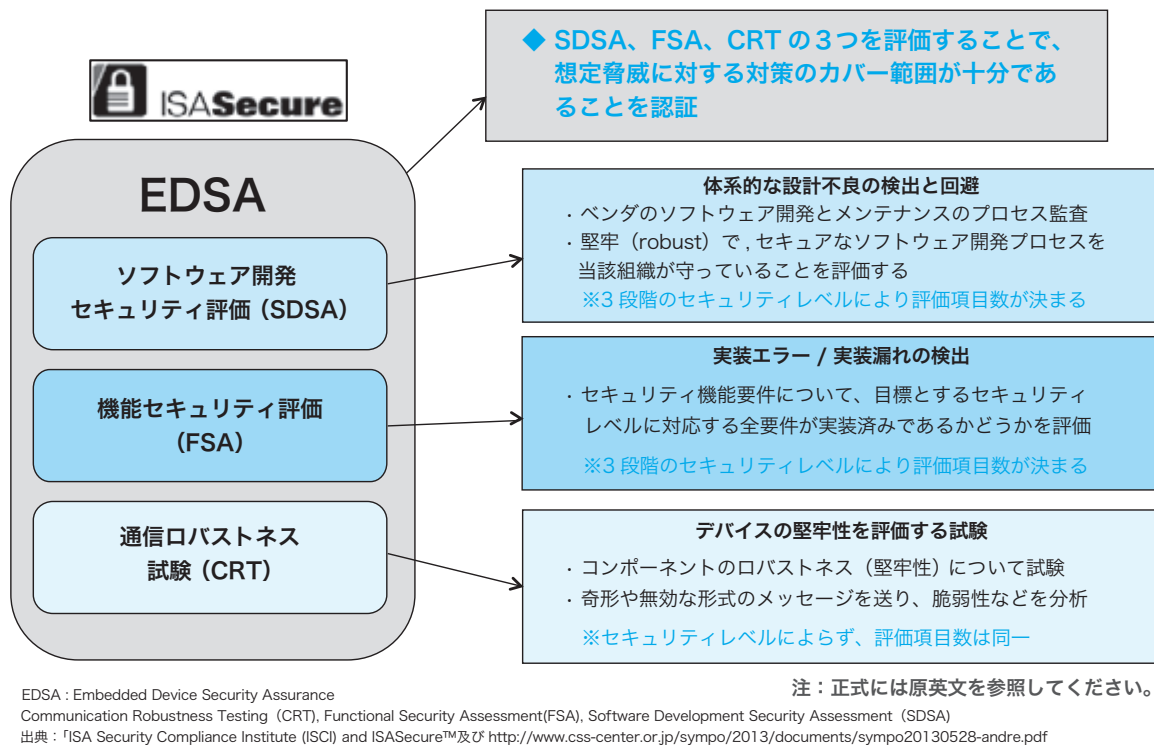 ◆ SDSA、FSA、CRT の３つを評価することで、
想定脅威に対する対策のカバー範囲が十分であ
ることを認証
ISASecure
EDSA
ソフトウェア開発
セキュリティ評価（SDSA）
機能セキュリティ評価
（FSA）
通信ロバストネス
試験（CRT）
体系的な設計不良の検出と回避
・ベンダのソフトウェア開発とメンテナンスのプロセス監査
・堅牢（robust）で , セキュアなソフトウェア開発プロセスを
当該組織が守っていることを評価する
※3 段階のセキュリティレベルにより評価項目数が決まる
実装エラー / 実装漏れの検出
・セキュリティ機能要件について、目標とするセキュリティ
レベルに対応する全要件が実装済みであるかどうかを評価
※3 段階のセキュリティレベルにより評価項目数が決まる
デバイスの堅牢性を評価する試験
・コンポーネントのロバストネス（堅牢性）について試験
・奇形や無効な形式のメッセージを送り、脆弱性などを分析
※セキュリティレベルによらず、評価項目数は同一
注：正式には原英文を参照してください。
EDSA : Embedded Device Security Assurance
Communication Robustness Testing（CRT）, Functional Security Assessment(FSA), Software Development Security Assessment（SDSA）
出典：「ISA Security Compliance Institute (ISCI) and ISASecure™及び http://www.css-center.or.jp/sympo/2013/documents/sympo20130528-andre.pdf